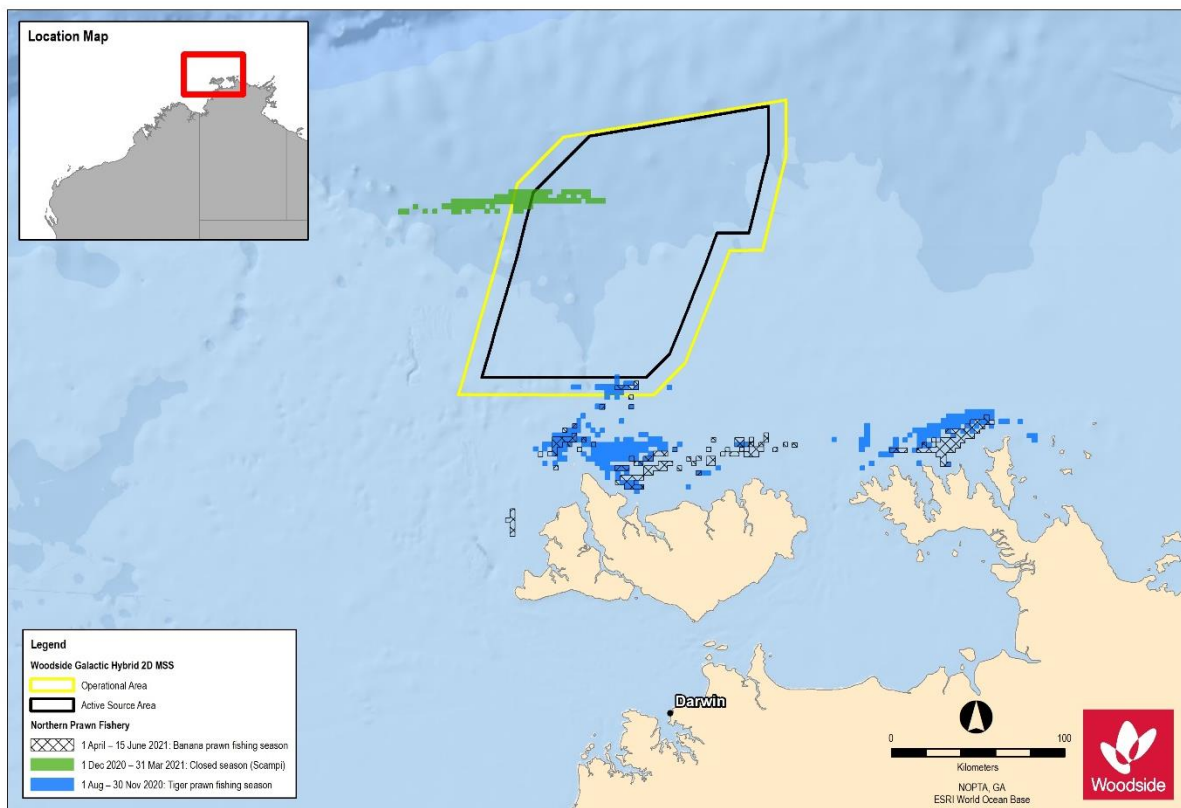 Location Map
Darwin
Legend
Woodside Galactic Hybrid 2D MSS
Operational Area
Active Source Area
Northern Prawn Fishery
1 April – 15 June 2021: Banana prawn fishing season
1 Dec 2020 – 31 Mar 2021: Closed season (Scampi)
1 Aug – 30 Nov 2020: Tiger prawn fishing season
0 100
Kilometers
NOPTA, GA
ESRI World Ocean Base
Woodside